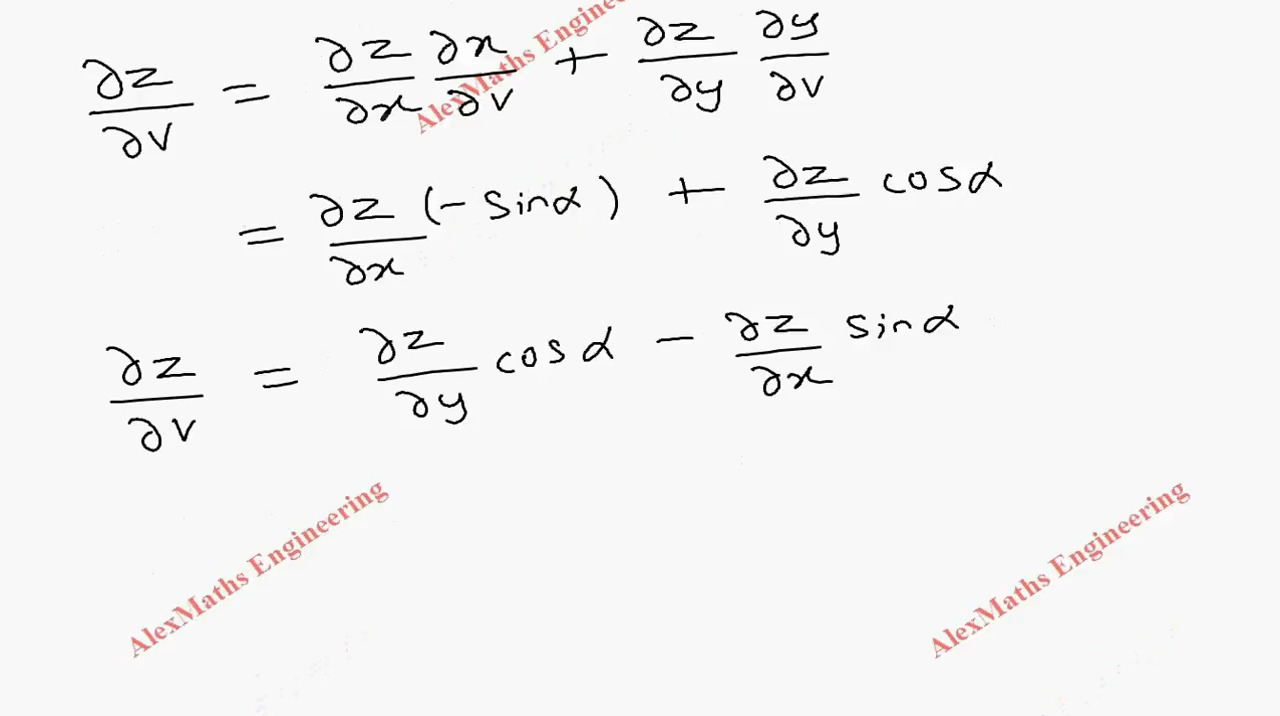 ∂z/∂v = ∂z/∂x ∂x/∂v + ∂z/∂y ∂y/∂v
AlexMaths Engineering
= ∂z/∂x (- sinα) + ∂z/∂y cosα
∂z/∂v = ∂z/∂y cosα - ∂z/∂x sinα
AlexMaths Engineering
AlexMaths Engineering